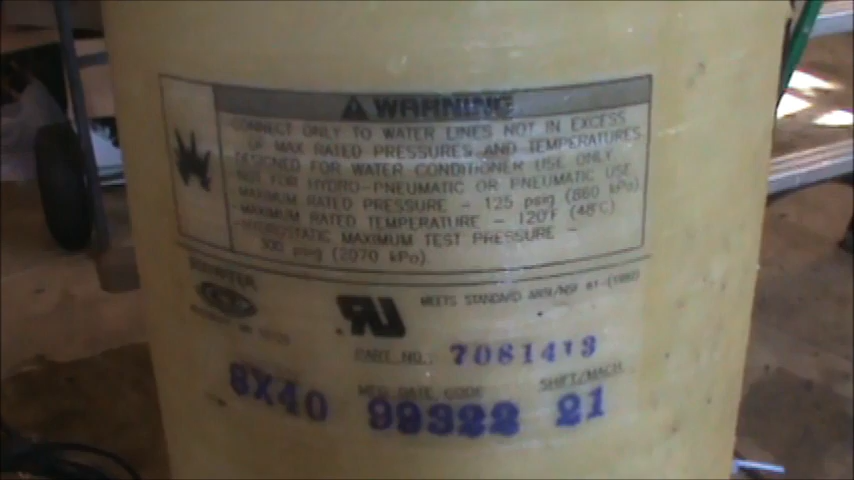 WARNING
CONNECT ONLY TO WATER LINES NOT IN EXCESS
OF MAX RATED PRESSURES AND TEMPERATURES
DESIGNED FOR WATER CONDITIONER USE ONLY
NOT FOR HYDRO-PNEUMATIC OR PNEUMATIC USE
-MAXIMUM RATED PRESSURE - 125 psig (860 kPa)
-MAXIMUM RATED TEMPERATURE - 120°F (48°C)
-HYDROSTATIC MAXIMUM TEST PRESSURE -
300 psig (2070 kPa)
MEETS STANDARD ANSI/NSF
PART NO.: 7081413
SHIFT/MACH.
MFG DATE CODE
8X40 99322 21